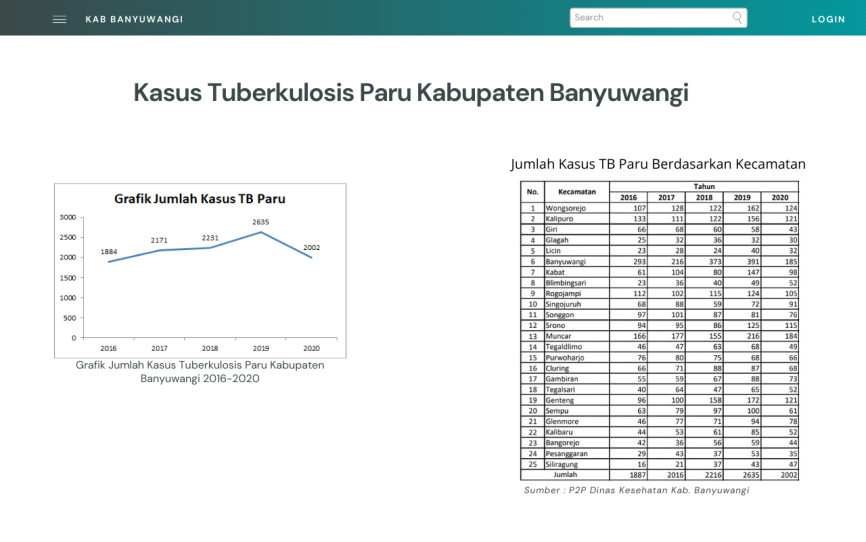 KAB BANYUWANGI
Search
LOGIN
Kasus Tuberkulosis Paru Kabupaten Banyuwangi
Grafik Jumlah Kasus TB Paru
3000
2500
2000
1500
1000
500
0
1884
2171
2231
2635
2002
2016 2017 2018 2019 2020
Grafik Jumlah Kasus Tuberkulosis Paru Kabupaten
Banyuwangi 2016-2020
Jumlah Kasus TB Paru Berdasarkan Kecamatan
No. Kecamatan Tahun
2016 2017 2018 2019 2020
1 Wongsorejo 107 128 122 162 124
2 Kalipuro 133 111 122 156 121
3 Giri 66 68 60 58 43
4 Glagah 25 32 36 32 30
5 Licin 23 28 24 40 32
6 Banyuwangi 293 216 373 391 185
7 Kabat 61 104 80 147 98
8 Blimbingsari 23 36 40 49 52
9 Rogojampi 112 102 115 124 105
10 Singojuruh 68 88 59 72 91
11 Songgon 97 101 87 81 76
12 Srono 94 95 86 125 115
13 Muncar 166 177 155 216 184
14 Tegaldlimo 46 47 63 68 49
15 Purwoharjo 76 80 75 68 66
16 Cluring 66 71 88 87 68
17 Gambiran 55 59 67 88 73
18 Tegalsari 40 64 47 65 52
19 Genteng 96 100 158 172 121
20 Sempu 63 79 97 100 61
21 Glenmore 46 77 71 94 78
22 Kalibaru 44 53 61 85 52
23 Bangorejo 42 36 56 59 44
24 Pesanggaran 29 43 37 53 35
25 Siliragung 16 21 37 43 47
Jumlah 1887 2016 2216 2635 2002
Sumber : P2P Dinas Kesehatan Kab. Banyuwangi